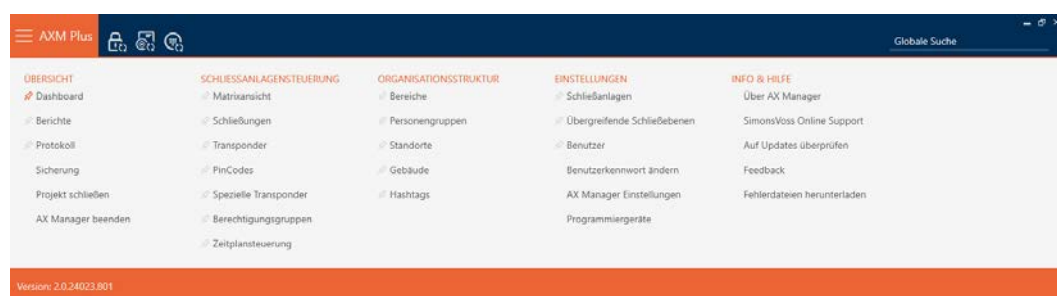 AXM Plus
Globale Suche
ÜBERSICHT
Dashboard
Berichte
Protokoll
Sicherung
Projekt schließen
AX Manager beenden
SCHLIESSANLAGENSTEUERUNG
Matrixansicht
Schließungen
Transponder
PinCodes
Spezielle Transponder
Berechtigungsgruppen
Zeitplansteuerung
ORGANISATIONSSTRUKTUR
Bereiche
Personengruppen
Standorte
Gebäude
Hashtags
EINSTELLUNGEN
Schließanlagen
Übergreifende Schließebenen
Benutzer
Benutzerkennwort ändern
AX Manager Einstellungen
Programmiergeräte
INFO & HILFE
Über AX Manager
SimonsVoss Online Support
Auf Updates überprüfen
Feedback
Fehlerdateien herunterladen
Version: 2.0.24023.801